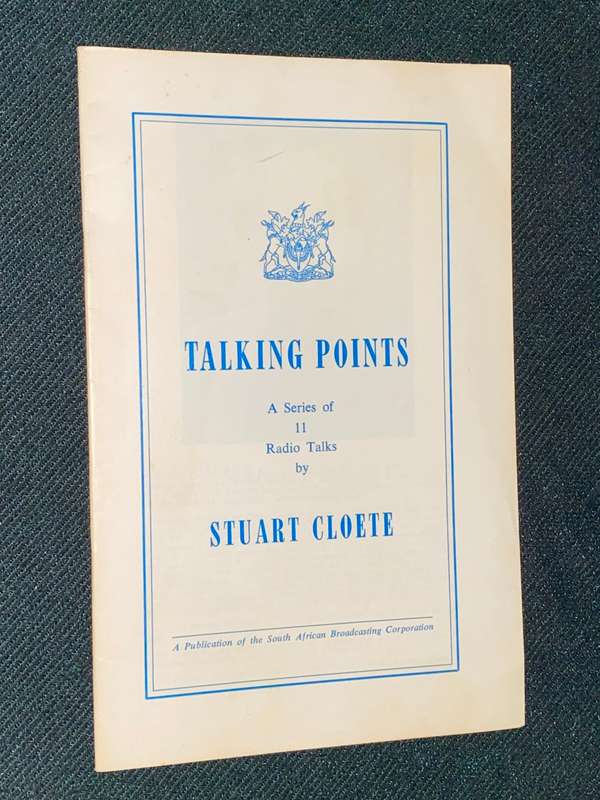 TALKING POINTS
A Series of
11
Radio Talks
by
STUART CLOETE
A Publication of the South African Broadcasting Corporation